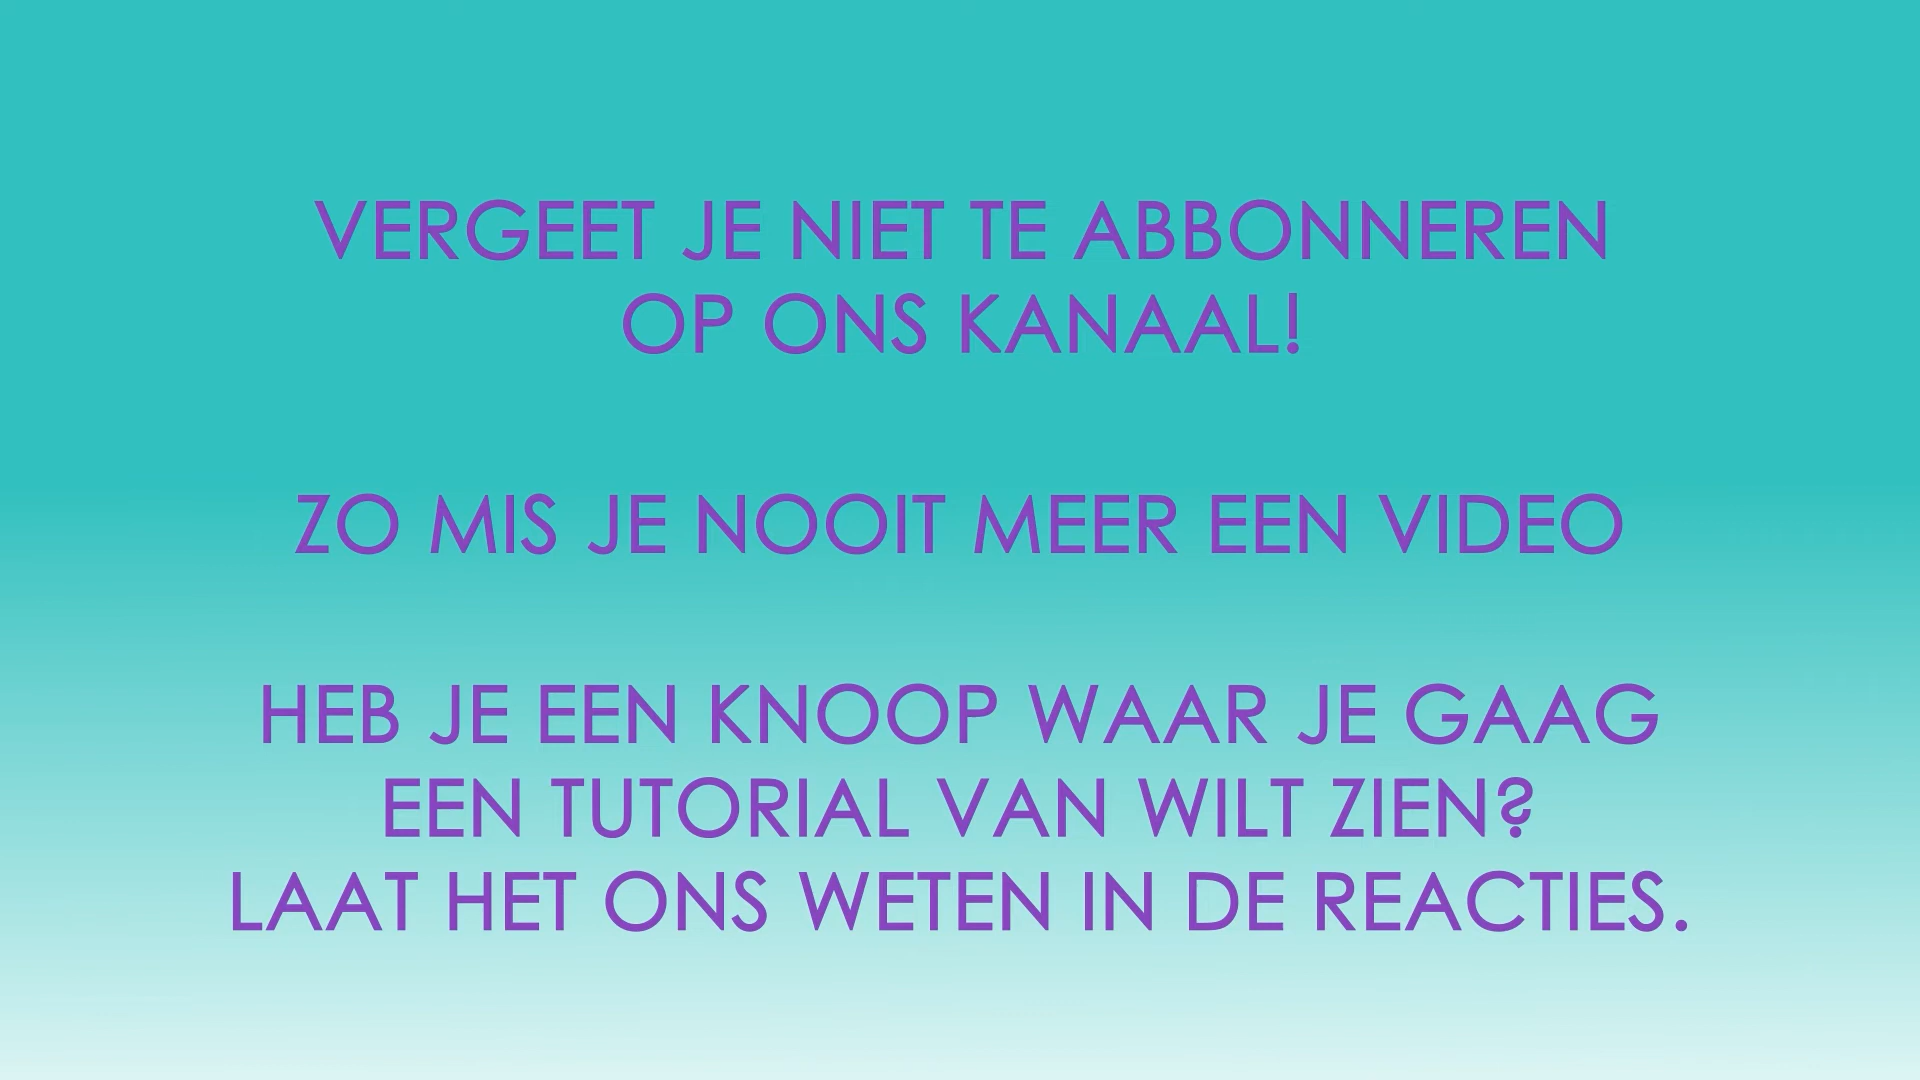 VERGEET JE NIET TE ABBONNEREN
OP ONS KANAAL!
ZO MIS JE NOOIT MEER EEN VIDEO
HEB JE EEN KNOOP WAAR JE GAAG
EEN TUTORIAL VAN WILT ZIEN?
LAAT HET ONS WETEN IN DE REACTIES.